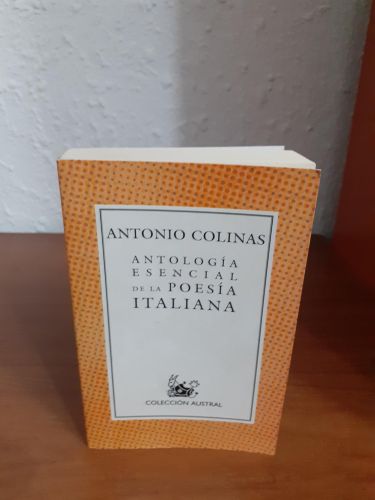 ANTONIO COLINAS
ANTOLOGÍA
ESENCIAL
DE LA POESÍA
ITALIANA
COLECCIÓN AUSTRAL